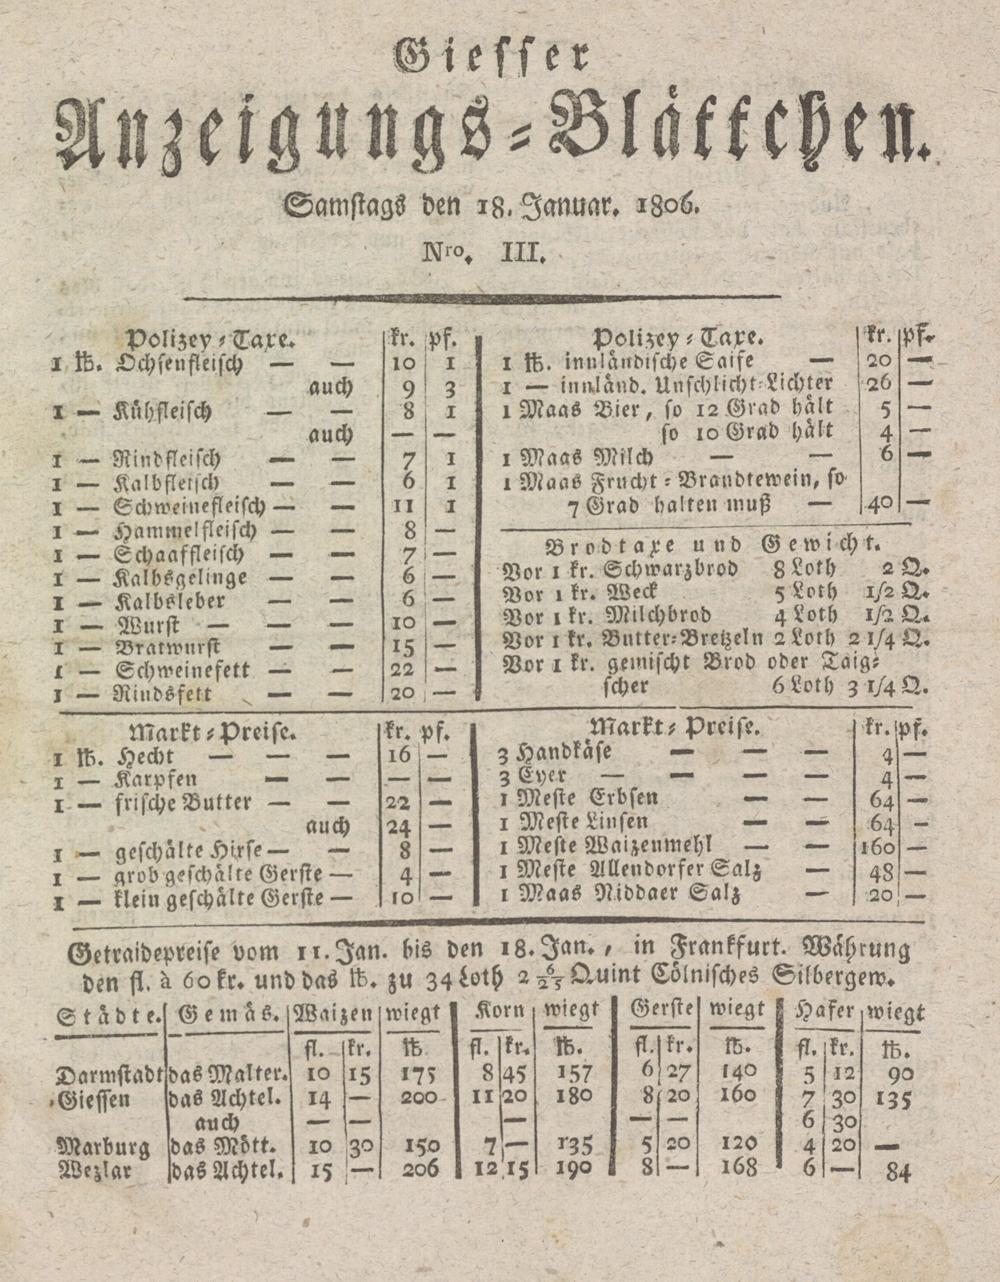 Giesser
Anzeigungs-Blättchen.
Samstags den 18. Januar. 1806.
Nro. III.
Polizey-Taxe. kr. pf.
1 ℔. Ochsenfleisch — — 10 1
auch 9 3
1 — Kühfleisch — — 8 1
auch — —
1 — Rindfleisch — — 7 1
1 — Kalbfleisch — — 6 1
1 — Schweinefleisch — — 11 1
1 — Hammelfleisch — — 8 —
1 — Schaaffleisch — — 7 —
1 — Kalbsgelinge — — 6 —
1 — Kalbsleber — — 6 —
1 — Wurst — — — 10 —
1 — Bratwurst — — 15 —
1 — Schweinefett — — 22 —
1 — Rindsfett — — 20 —
Polizey-Taxe. kr. pf.
1 ℔. innländische Saife — 20 —
1 — innländ. Unschlicht-Lichter 26 —
1 Maas Bier, so 12 Grad hält 5 —
so 10 Grad hält 4 —
1 Maas Milch — — 6 —
1 Maas Frucht-Brandtewein, so
7 Grad halten muß — 40 —
Brodtaxe und Gewicht.
Vor 1 kr. Schwarzbrod 8 Loth 2 Q.
Vor 1 kr. Weck 5 Loth 1/2 Q.
Vor 1 kr. Milchbrod 4 Loth 1/2 Q.
Vor 1 kr. Butter-Bretzeln 2 Loth 2 1/4 Q.
Vor 1 kr. gemischt Brod oder Taig-
scher 6 Loth 3 1/4 Q.
Markt-Preise. kr. pf.
1 ℔. Hecht — — — 16 —
1 — Karpfen — — — —
1 — frische Butter — — 22 —
auch 24 —
1 — geschälte Hirse — — 8 —
1 — grob geschälte Gerste — 4 —
1 — klein geschälte Gerste — 10 —
Markt-Preise. kr. pf.
3 Handkäse — — — 4 —
3 Eyer — — — — 4 —
1 Meste Erbsen — — 64 —
1 Meste Linsen — — 64 —
1 Meste Waizenmehl — — 160 —
1 Meste Allendorfer Salz — 48 —
1 Maas Niddaer Salz — 20 —
Getraidepreise vom 11. Jan. bis den 18. Jan., in Frankfurt. Währung
den fl. à 60 kr. und das ℔. zu 34 Loth 2 6/25 Quint Cölnisches Silbergew.
Städte. Gemäs. Waizen wiegt Korn wiegt Gerste wiegt Hafer wiegt
fl. kr. ℔ fl. kr. ℔. fl. kr. ℔. fl. kr. ℔.
Darmstadt das Malter. 10 15 175 8 45 157 6 27 140 5 12 90
Giessen das Achtel. 14 — 200 11 20 180 8 20 160 7 30 135
auch — — — — — 6 30
Marburg das Mött. 10 30 150 7 — 135 5 20 120 4 20 —
Wezlar das Achtel. 15 — 206 12 15 190 8 — 168 6 — 84